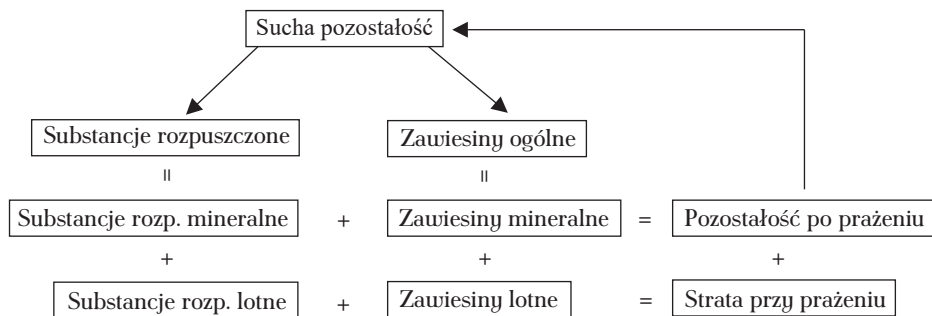 Sucha pozostałość
Substancje rozpuszczone Zawiesiny ogólne
= =
Substancje rozp. mineralne + Zawiesiny mineralne = Pozostałość po prażeniu
+ + +
Substancje rozp. lotne + Zawiesiny lotne = Strata przy prażeniu